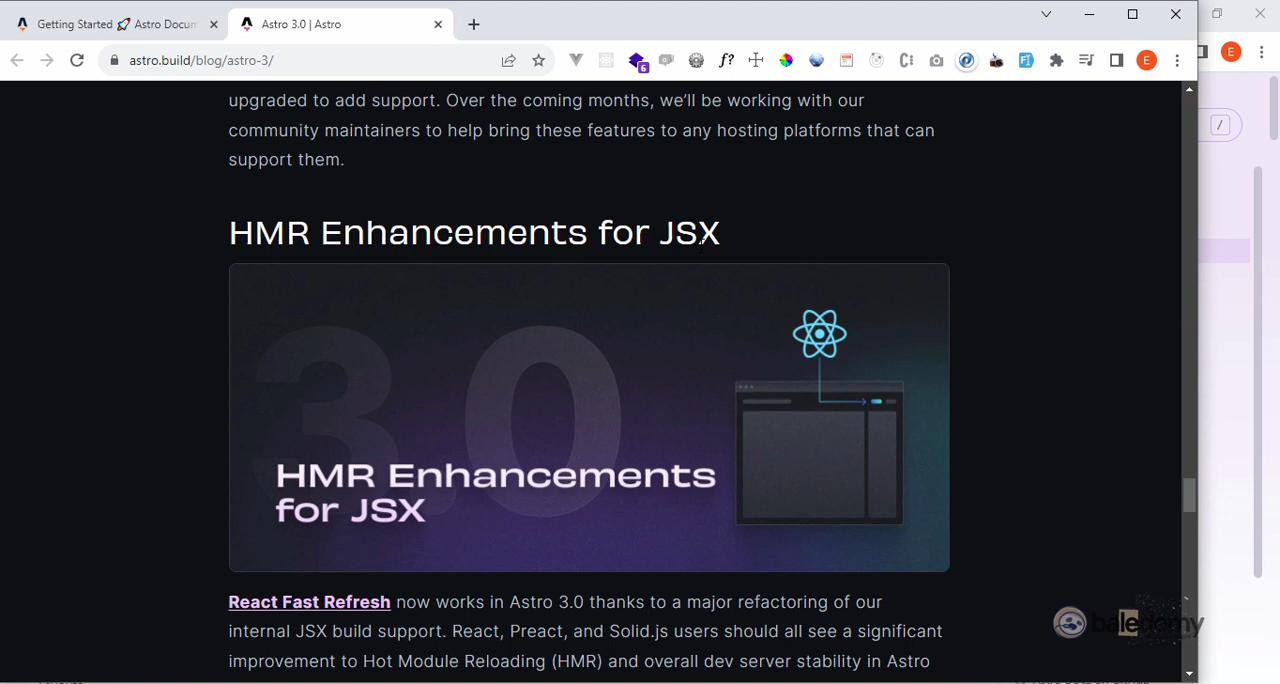 Getting Started 🚀 Astro Docum
Astro 3.0 | Astro
astro.build/blog/astro-3/
6
f?
E
E
/
upgraded to add support. Over the coming months, we’ll be working with our
community maintainers to help bring these features to any hosting platforms that can
support them.
HMR Enhancements for JSX
3.0
HMR Enhancements
for JSX
React Fast Refresh now works in Astro 3.0 thanks to a major refactoring of our
internal JSX build support. React, Preact, and Solid.js users should all see a significant
improvement to Hot Module Reloading (HMR) and overall dev server stability in Astro
baledamy